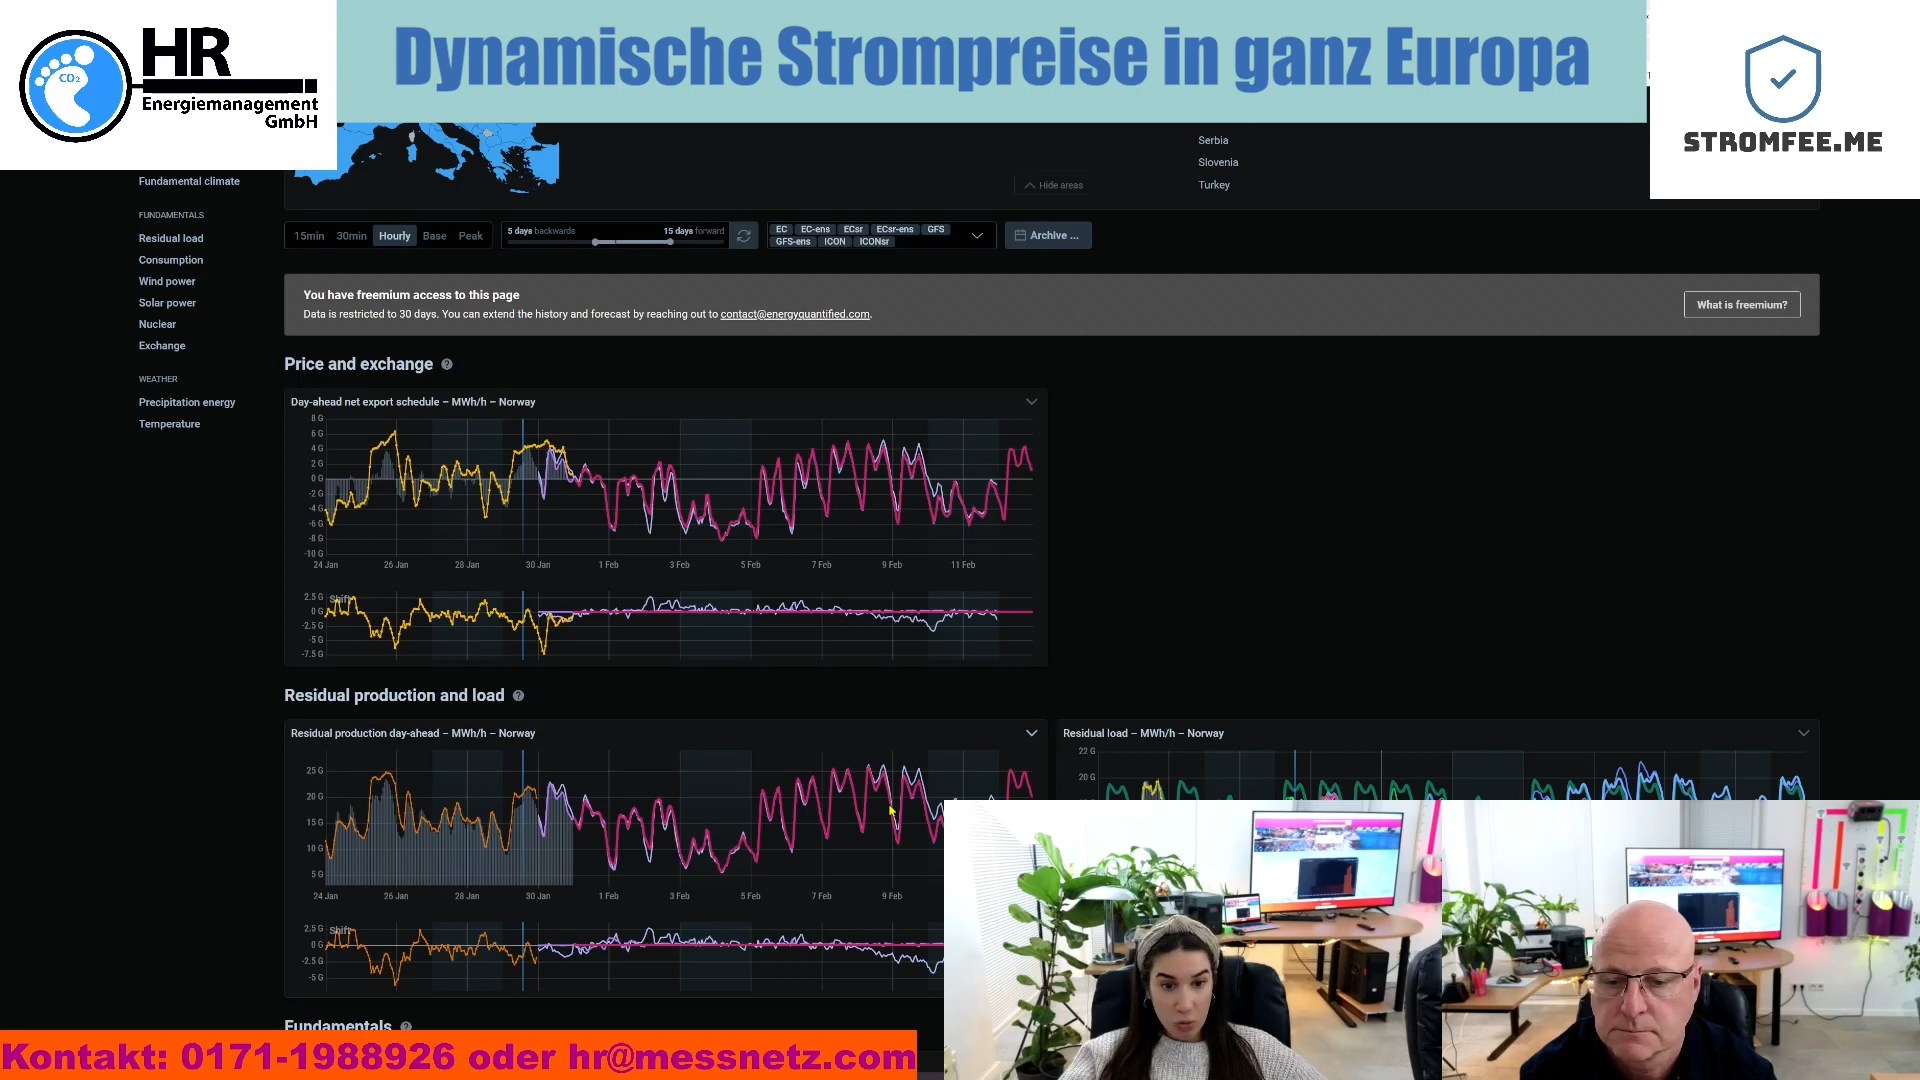 HR
Energiemanagement
GmbH
CO₂
Dynamische Strompreise in ganz Europa
STROMFEE.ME
Serbia
Slovenia
Turkey
Hide areas
Fundamental climate
FUNDAMENTALS
Residual load
Consumption
Wind power
Solar power
Nuclear
Exchange
WEATHER
Precipitation energy
Temperature
15min 30min Hourly Base Peak
5 days backwards 15 days forward
EC EC-ens ECsr ECsr-ens GFS
GFS-ens ICON ICONsr
Archive ...
You have freemium access to this page
Data is restricted to 30 days. You can extend the history and forecast by reaching out to contact@energyquantified.com.
What is freemium?
Price and exchange ?
Day-ahead net export schedule – MWh/h – Norway
8 G
6 G
4 G
2 G
0 G
-2 G
-4 G
-6 G
-8 G
-10 G
24 Jan 26 Jan 28 Jan 30 Jan 1 Feb 3 Feb 5 Feb 7 Feb 9 Feb 11 Feb
Shift
2.5 G
0 G
-2.5 G
-5 G
-7.5 G
Residual production and load ?
Residual production day-ahead – MWh/h – Norway
25 G
20 G
15 G
10 G
5 G
24 Jan 26 Jan 28 Jan 30 Jan 1 Feb 3 Feb 5 Feb 7 Feb 9 Feb
Shift
2.5 G
0 G
-2.5 G
-5 G
Residual load – MWh/h – Norway
22 G
20 G
Fundamentals ?
Kontakt: 0171-1988926 oder hr@messnetz.com